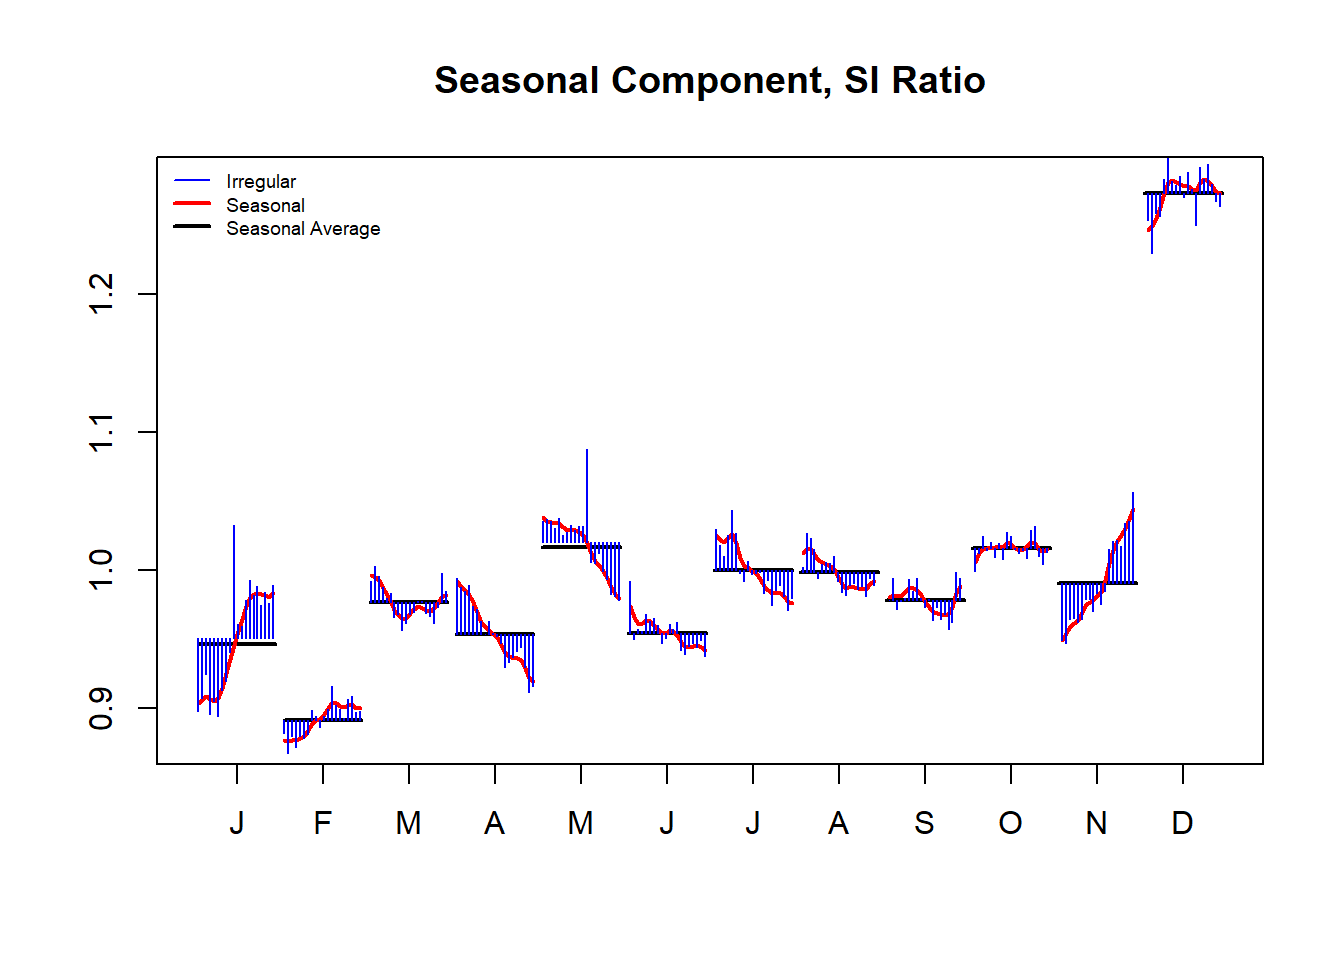 Seasonal Component, SI Ratio
Irregular
Seasonal
Seasonal Average
1.2
1.1
1.0
0.9
J F M A M J J A S O N D